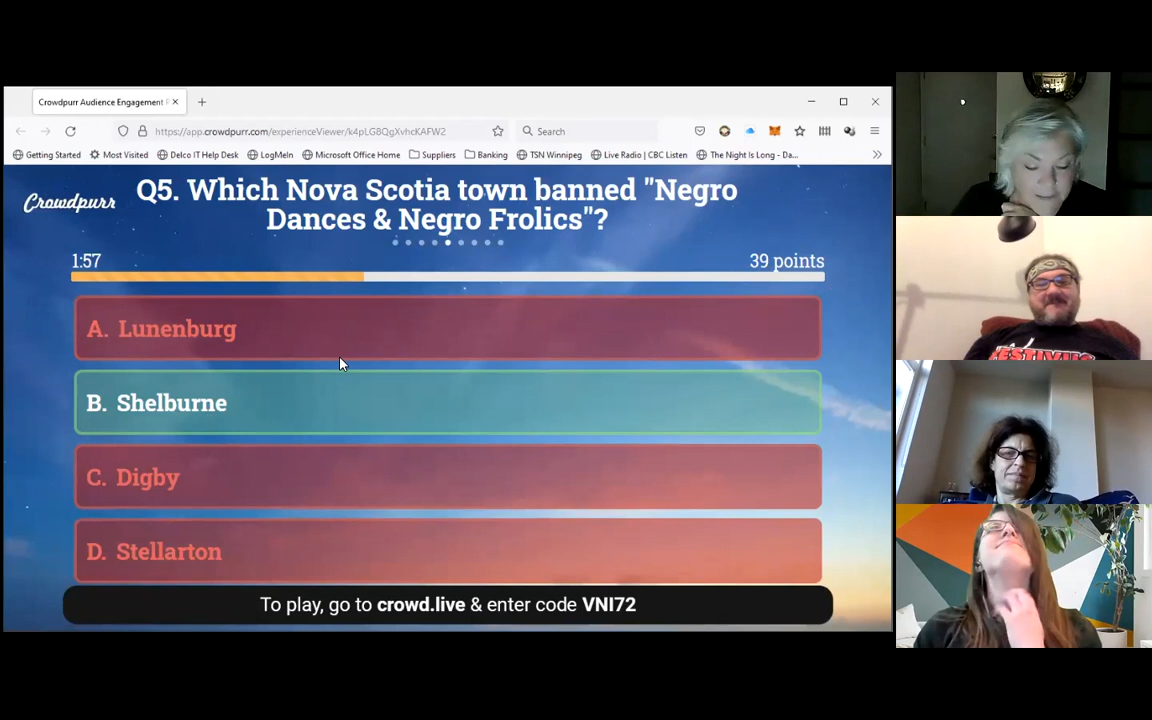 Crowdpurr Audience Engagement
https://app.crowdpurr.com/experienceViewer/k4pLG8QgXvhcKAFW2
Search
Getting Started
Most Visited
Delco IT Help Desk
LogMeIn
Microsoft Office Home
Suppliers
Banking
TSN Winnipeg
Live Radio | CBC Listen
The Night Is Long - Da...
Crowdpurr
Q5. Which Nova Scotia town banned "Negro
Dances & Negro Frolics"?
1:57
39 points
A. Lunenburg
B. Shelburne
C. Digby
D. Stellarton
To play, go to crowd.live & enter code VNI72
FESTIVUS